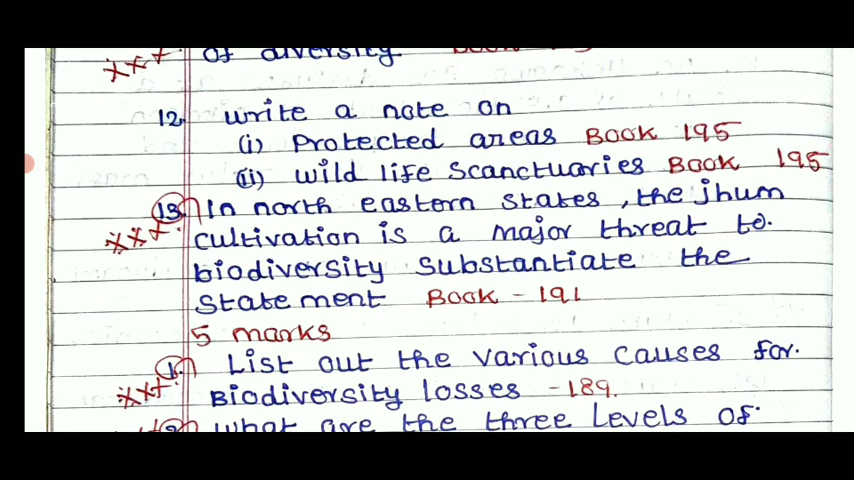 of diversity
12. write a note on
(i) Protected areas Book 195
(ii) wild life Scanctuaries Book 195
13. In north eastern states, the jhum
cultivation is a major threat to.
biodiversity substantiate the
statement Book - 191
5 marks
1. List out the various causes for.
Biodiversity losses - 189.
what are the three levels of.